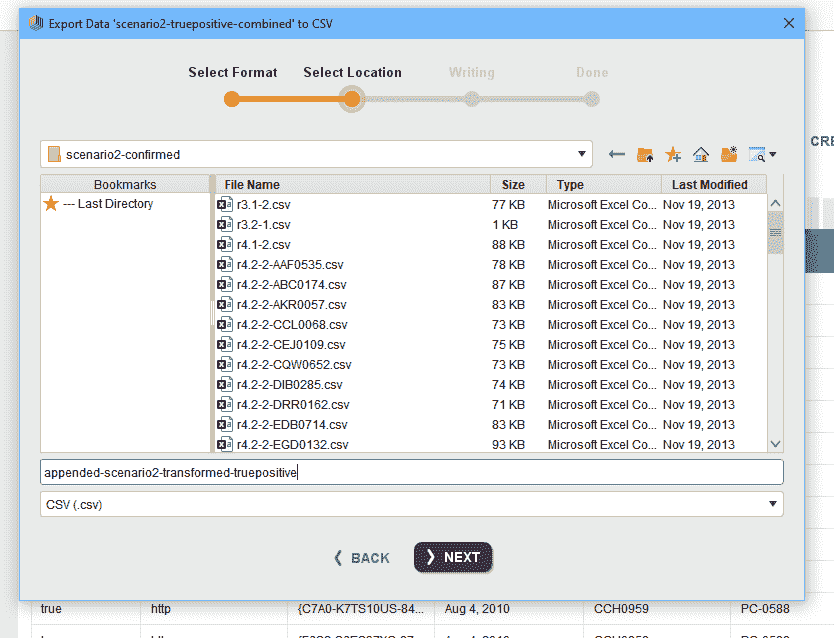 Export Data 'scenario2-truepositive-combined' to CSV
Select Format Select Location Writing Done
CRE
scenario2-confirmed
Bookmarks File Name Size Type Last Modified
--- Last Directory r3.1-2.csv 77 KB Microsoft Excel Co... Nov 19, 2013
r3.2-1.csv 1 KB Microsoft Excel Co... Nov 19, 2013
r4.1-2.csv 88 KB Microsoft Excel Co... Nov 19, 2013
r4.2-2-AAF0535.csv 78 KB Microsoft Excel Co... Nov 19, 2013
r4.2-2-ABC0174.csv 87 KB Microsoft Excel Co... Nov 19, 2013
r4.2-2-AKR0057.csv 83 KB Microsoft Excel Co... Nov 19, 2013
r4.2-2-CCL0068.csv 73 KB Microsoft Excel Co... Nov 19, 2013
r4.2-2-CEJ0109.csv 75 KB Microsoft Excel Co... Nov 19, 2013
r4.2-2-CQW0652.csv 73 KB Microsoft Excel Co... Nov 19, 2013
r4.2-2-DIB0285.csv 74 KB Microsoft Excel Co... Nov 19, 2013
r4.2-2-DRR0162.csv 71 KB Microsoft Excel Co... Nov 19, 2013
r4.2-2-EDB0714.csv 83 KB Microsoft Excel Co... Nov 19, 2013
r4.2-2-EGD0132.csv 93 KB Microsoft Excel Co... Nov 19, 2013
appended-scenario2-transformed-truepositive
CSV (.csv)
BACK NEXT
true http {C7A0-K7TS10US-84... Aug 4, 2010 CCH0959 PC-0588